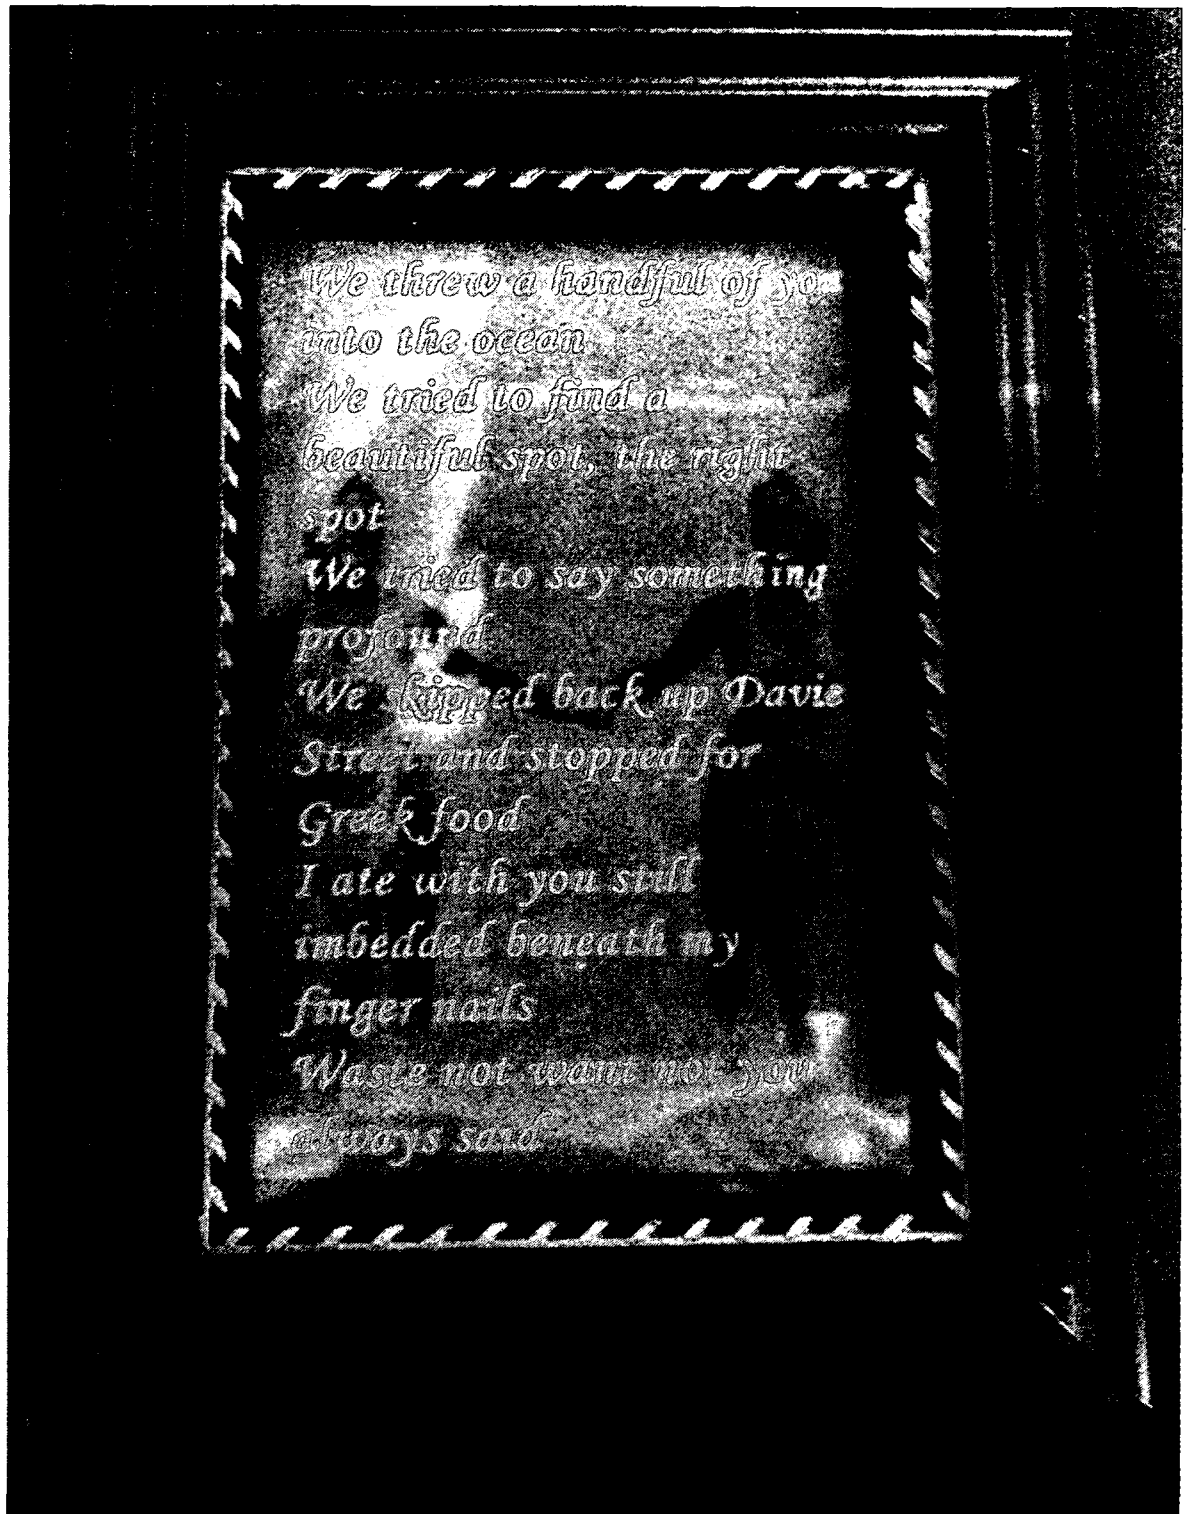 We threw a handful of you
into the ocean
We tried to find a
beautiful spot, the right
spot
We tried to say something
profound
We skipped back up Davie
Street and stopped for
Greek food
I ate with you still
imbedded beneath my
finger nails
Waste not want not you
always said